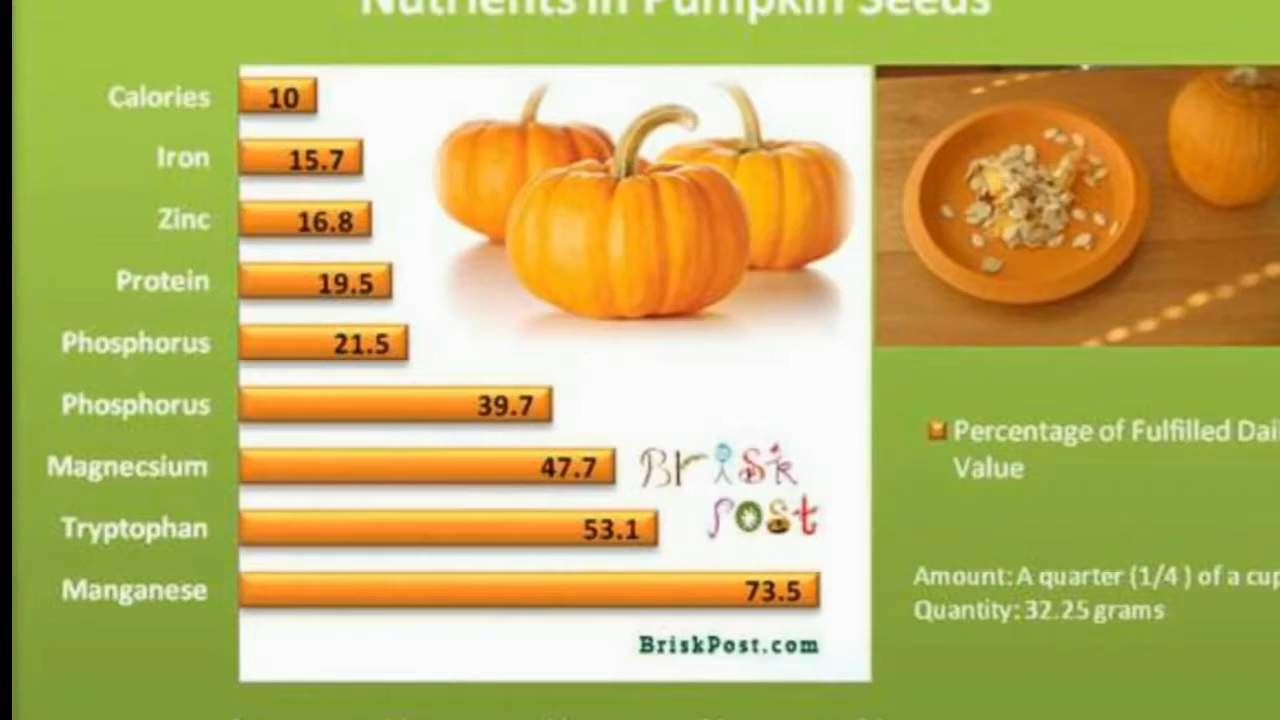 Nutrients in Pumpkin Seeds
Calories 10
Iron 15.7
Zinc 16.8
Protein 19.5
Phosphorus 21.5
Phosphorus 39.7
Magnecsium 47.7
Tryptophan 53.1
Manganese 73.5
Brisk
Post
BriskPost.com
Percentage of Fulfilled Dai
Value
Amount: A quarter (1/4 ) of a cup
Quantity: 32.25 grams